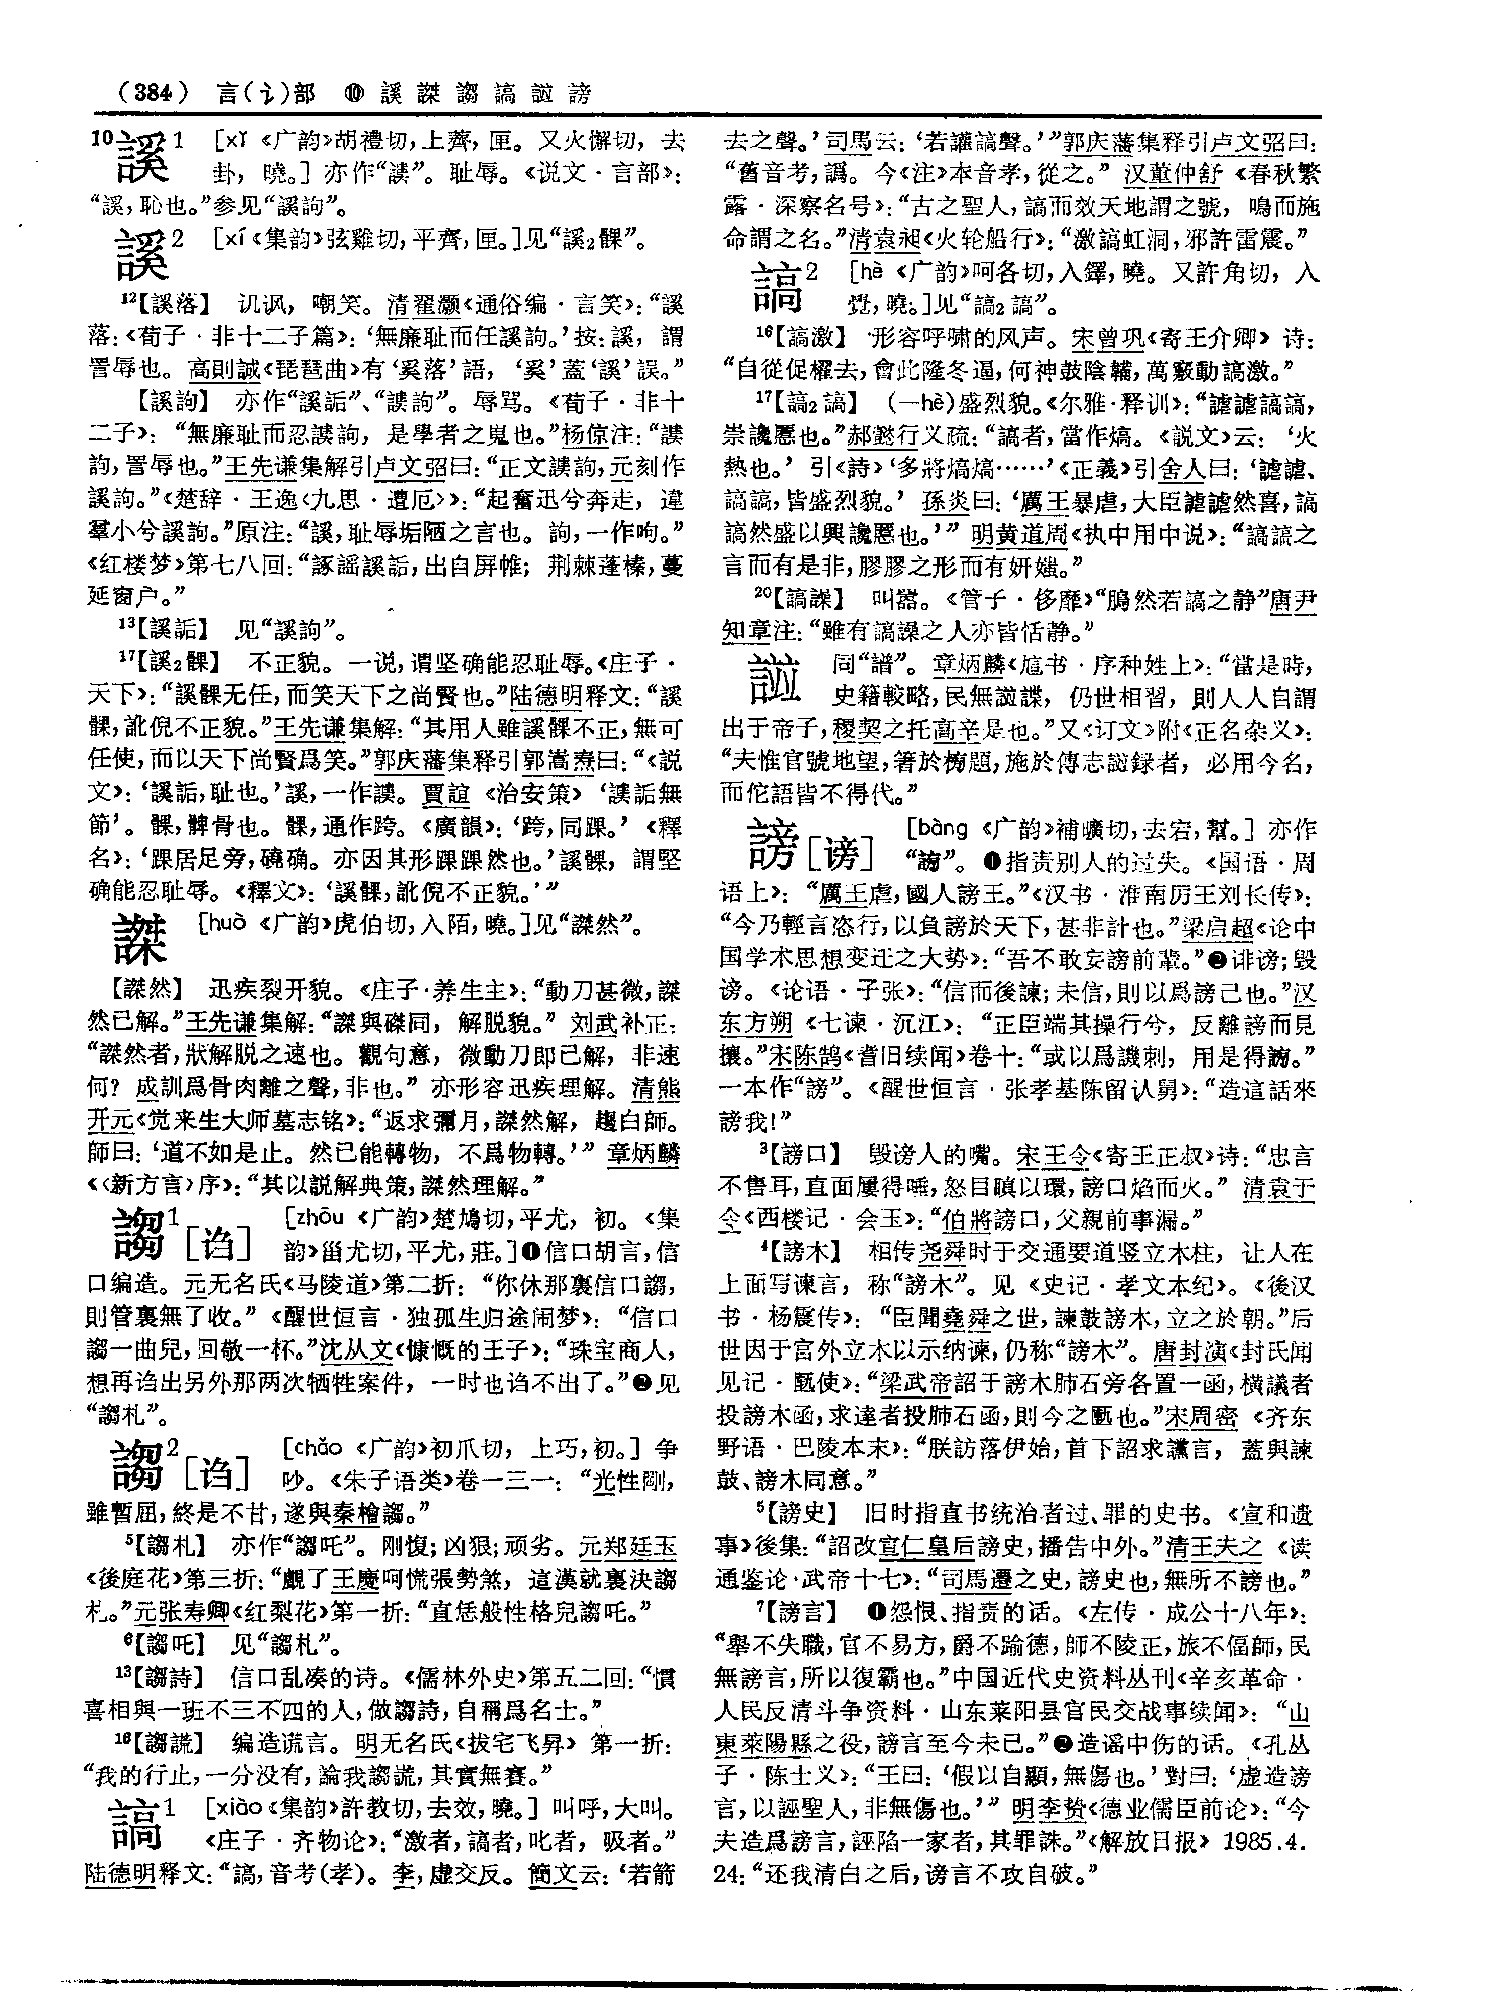 （384） 言(讠)部 ⑩ 謑 謋 謅 謞 諩 謗
10謑1 [xǐ《广韵》胡禮切，上薺，匣。又火懈切，去
卦，曉。] 亦作“謨”。耻辱。《说文·言部》：
“謑，恥也。”参见“謑詢”。
謑2 [xí《集韵》弦雞切，平齊，匣。]见“謑2髁”。
12【謑落】 讥讽，嘲笑。清翟灏《通俗编·言笑》：“謑
落：《荀子·非十二子篇》：‘無廉耻而任謑詢。’按：謑，謂
詈辱也。高則誠《琵琶曲》有‘奚落’語，‘奚’蓋‘謑’誤。”
【謑詢】 亦作“謑詬”、“謨詢”。辱骂。《荀子·非十
二子》：“無廉耻而忍謨詢，是學者之嵬也。”杨倞注：“謨
詢，詈辱也。”王先谦集解引卢文弨曰：“正文謨詢，元刻作
謑詢。”《楚辞·王逸〈九思·遭厄〉》：“起奮迅兮奔走，違
羣小兮謑詢。”原注：“謑，耻辱垢陋之言也。詢，一作呴。”
《红楼梦》第七八回：“諑謡謑詬，出自屏帷；荆棘蓬榛，蔓
延窗户。”
13【謑詬】 见“謑詢”。
17【謑2髁】 不正貌。一说，谓坚确能忍耻辱。《庄子·
天下》：“謑髁无任，而笑天下之尚賢也。”陆德明释文：“謑
髁，訛倪不正貌。”王先谦集解：“其用人雖謑髁不正，無可
任使，而以天下尚賢爲笑。”郭庆藩集释引郭嵩焘曰：“《説
文》：‘謑詬，耻也。’謑，一作謨。賈誼《治安策》‘謨詬無
節’。髁，髀骨也。髁，通作跨。《廣韻》：‘跨，同踝。’《釋
名》：‘踝居足旁，磽确。亦因其形踝踝然也。’謑髁，謂堅
确能忍耻辱。《釋文》：‘謑髁，訛倪不正貌。’”
謋 [huò《广韵》虎伯切，入陌，曉。]见“謋然”。
【謋然】 迅疾裂开貌。《庄子·养生主》：“動刀甚微，謋
然已解。”王先谦集解：“謋與磔同，解脱貌。”刘武补正：
“謋然者，狀解脱之速也。觀句意，微動刀即已解，非速
何？成訓爲骨肉離之聲，非也。”亦形容迅疾理解。清熊
开元《觉来生大师墓志铭》：“返求彌月，謋然解，趨白師。
師曰：‘道不如是止。然已能轉物，不爲物轉。’”章炳麟
《〈新方言〉序》：“其以説解典策，謋然理解。”
謅1[诌] [zhōu《广韵》楚鳩切，平尤，初。《集
韵》甾尤切，平尤，莊。]❶信口胡言，信
口编造。元无名氏《马陵道》第二折：“你休那裏信口謅，
則管裏無了收。”《醒世恒言·独孤生归途闹梦》：“信口
謅一曲兒，回敬一杯。”沈从文《慷慨的王子》：“珠宝商人，
想再诌出另外那两次牺牲案件，一时也诌不出了。”❷见
“謅札”。
謅2[诌] [chǎo《广韵》初爪切，上巧，初。] 争
吵。《朱子语类》卷一三一：“光性剛，
雖暫屈，終是不甘，遂與秦檜謅。”
5【謅札】 亦作“謅吒”。刚愎；凶狠；顽劣。元郑廷玉
《後庭花》第三折：“覷了王慶呵慌張勢煞，這漢就裏決謅
札。”元张寿卿《红梨花》第一折：“直恁般性格兒謅吒。”
6【謅吒】 见“謅札”。
13【謅詩】 信口乱凑的诗。《儒林外史》第五二回：“慣
喜相與一班不三不四的人，做謅詩，自稱爲名士。”
18【謅謊】 编造谎言。明无名氏《拔宅飞昇》第一折：
“我的行止，一分没有，論我謅謊，其實無賽。”
謞1 [xiào《集韵》許教切，去效，曉。] 叫呼，大叫。
《庄子·齐物论》：“激者，謞者，叱者，吸者。”
陆德明释文：“謞，音考(孝)。李，虚交反。簡文云：‘若箭
去之聲。’司馬云：‘若讙謞聲。’”郭庆藩集释引卢文弨曰：
“舊音考，譌。今《注》本音孝，從之。”汉董仲舒《春秋繁
露·深察名号》：“古之聖人，謞而效天地謂之號，鳴而施
命謂之名。”清袁昶《火轮船行》：“激謞虹洞，邪許雷震。”
謞2 [hè《广韵》呵各切，入鐸，曉。又許角切，入
覺，曉。]见“謞2謞”。
16【謞激】 形容呼啸的风声。宋曾巩《寄王介卿》诗：
“自從促櫂去，會此隆冬逼，何神鼓陰韛，萬竅動謞激。”
17【謞2謞】 （—hè）盛烈貌。《尔雅·释训》：“謔謔謞謞，
崇讒慝也。”郝懿行义疏：“謞者，當作熇。《説文》云：‘火
熱也。’引《詩》‘多將熇熇……’《正義》引舍人曰：‘謔謔、
謞謞，皆盛烈貌。’孫炎曰：‘厲王暴虐，大臣謔謔然喜，謞
謞然盛以興讒慝也。’”明黄道周《执中用中说》：“謞謞之
言而有是非，膠膠之形而有妍媸。”
20【謞譟】 叫嚣。《管子·侈靡》“鴅然若謞之静”唐尹
知章注：“雖有謞譟之人亦皆恬静。”
諩 同“譜”。章炳麟《訄书·序种姓上》：“當是時，
史籍較略，民無諩諜，仍世相習，則人人自謂
出于帝子，稷契之托高辛是也。”又《订文》附《正名杂义》：
“夫惟官號地望，箸於榜題，施於傳志諩録者，必用今名，
而佗語皆不得代。”
謗[谤] [bàng《广韵》補曠切，去宕，幫。] 亦作
“𧩂”。❶指责别人的过失。《国语·周
语上》：“厲王虐，國人謗王。”《汉书·淮南厉王刘长传》：
“今乃輕言恣行，以負謗於天下，甚非計也。”梁启超《论中
国学术思想变迁之大势》：“吾不敢妄謗前輩。”❷诽谤；毁
谤。《论语·子张》：“信而後諫；未信，則以爲謗己也。”汉
东方朔《七谏·沉江》：“正臣端其操行兮，反離謗而見
攘。”宋陈鹄《耆旧续闻》卷十：“或以爲譏刺，用是得𧩂。”
一本作“謗”。《醒世恒言·张孝基陈留认舅》：“造這話來
謗我！”
3【謗口】 毁谤人的嘴。宋王令《寄王正叔》诗：“忠言
不售耳，直面屢得唾，怒目瞋以環，謗口焰而火。”清袁于
令《西楼记·会玉》：“伯將謗口，父親前事漏。”
4【謗木】 相传尧舜时于交通要道竖立木柱，让人在
上面写谏言，称“謗木”。见《史记·孝文本纪》。《後汉
书·杨震传》：“臣聞堯舜之世，諫鼓謗木，立之於朝。”后
世因于宫外立木以示纳谏，仍称“謗木”。唐封演《封氏闻
见记·匦使》：“梁武帝詔于謗木肺石旁各置一函，横議者
投謗木函，求達者投肺石函，則今之匭也。”宋周密《齐东
野语·巴陵本末》：“朕訪落伊始，首下詔求讜言，蓋與諫
鼓、謗木同意。”
5【謗史】 旧时指直书统治者过、罪的史书。《宣和遗
事》後集：“詔改宣仁皇后謗史，播告中外。”清王夫之《读
通鉴论·武帝十七》：“司馬遷之史，謗史也，無所不謗也。”
7【謗言】 ❶怨恨、指责的话。《左传·成公十八年》：
“舉不失職，官不易方，爵不踰德，師不陵正，旅不偪師，民
無謗言，所以復霸也。”中国近代史资料丛刊《辛亥革命·
人民反清斗争资料·山东莱阳县官民交战事续闻》：“山
東萊陽縣之役，謗言至今未已。”❷造谣中伤的话。《孔丛
子·陈士义》：“王曰：‘假以自顯，無傷也。’對曰：‘虚造謗
言，以誣聖人，非無傷也。’”明李贽《德业儒臣前论》：“今
夫造爲謗言，誣陷一家者，其罪誅。”《解放日报》1985.4.
24：“还我清白之后，谤言不攻自破。”